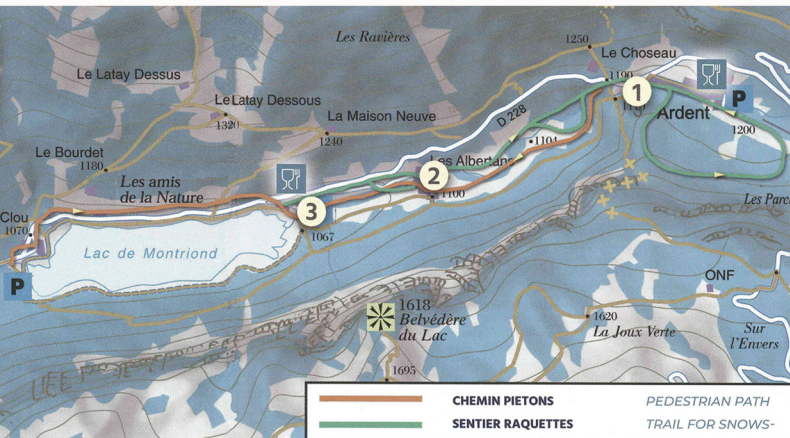 Les Ravières
1250
Le Choseau
Le Latay Dessus
1190
1
P
Le Latay Dessous
1320
D 228
Ardent
La Maison Neuve
1200
1240
1104
Le Bourdet
Les Albertans
1180
2
Les amis
de la Nature
1100
3
Clou
1070
1067
Lac de Montriond
P
ONF
1618
Belvédère
du Lac
1620
La Joux Verte
Sur
l'Envers
1695
CHEMIN PIETONS
PEDESTRIAN PATH
SENTIER RAQUETTES
TRAIL FOR SNOWS-